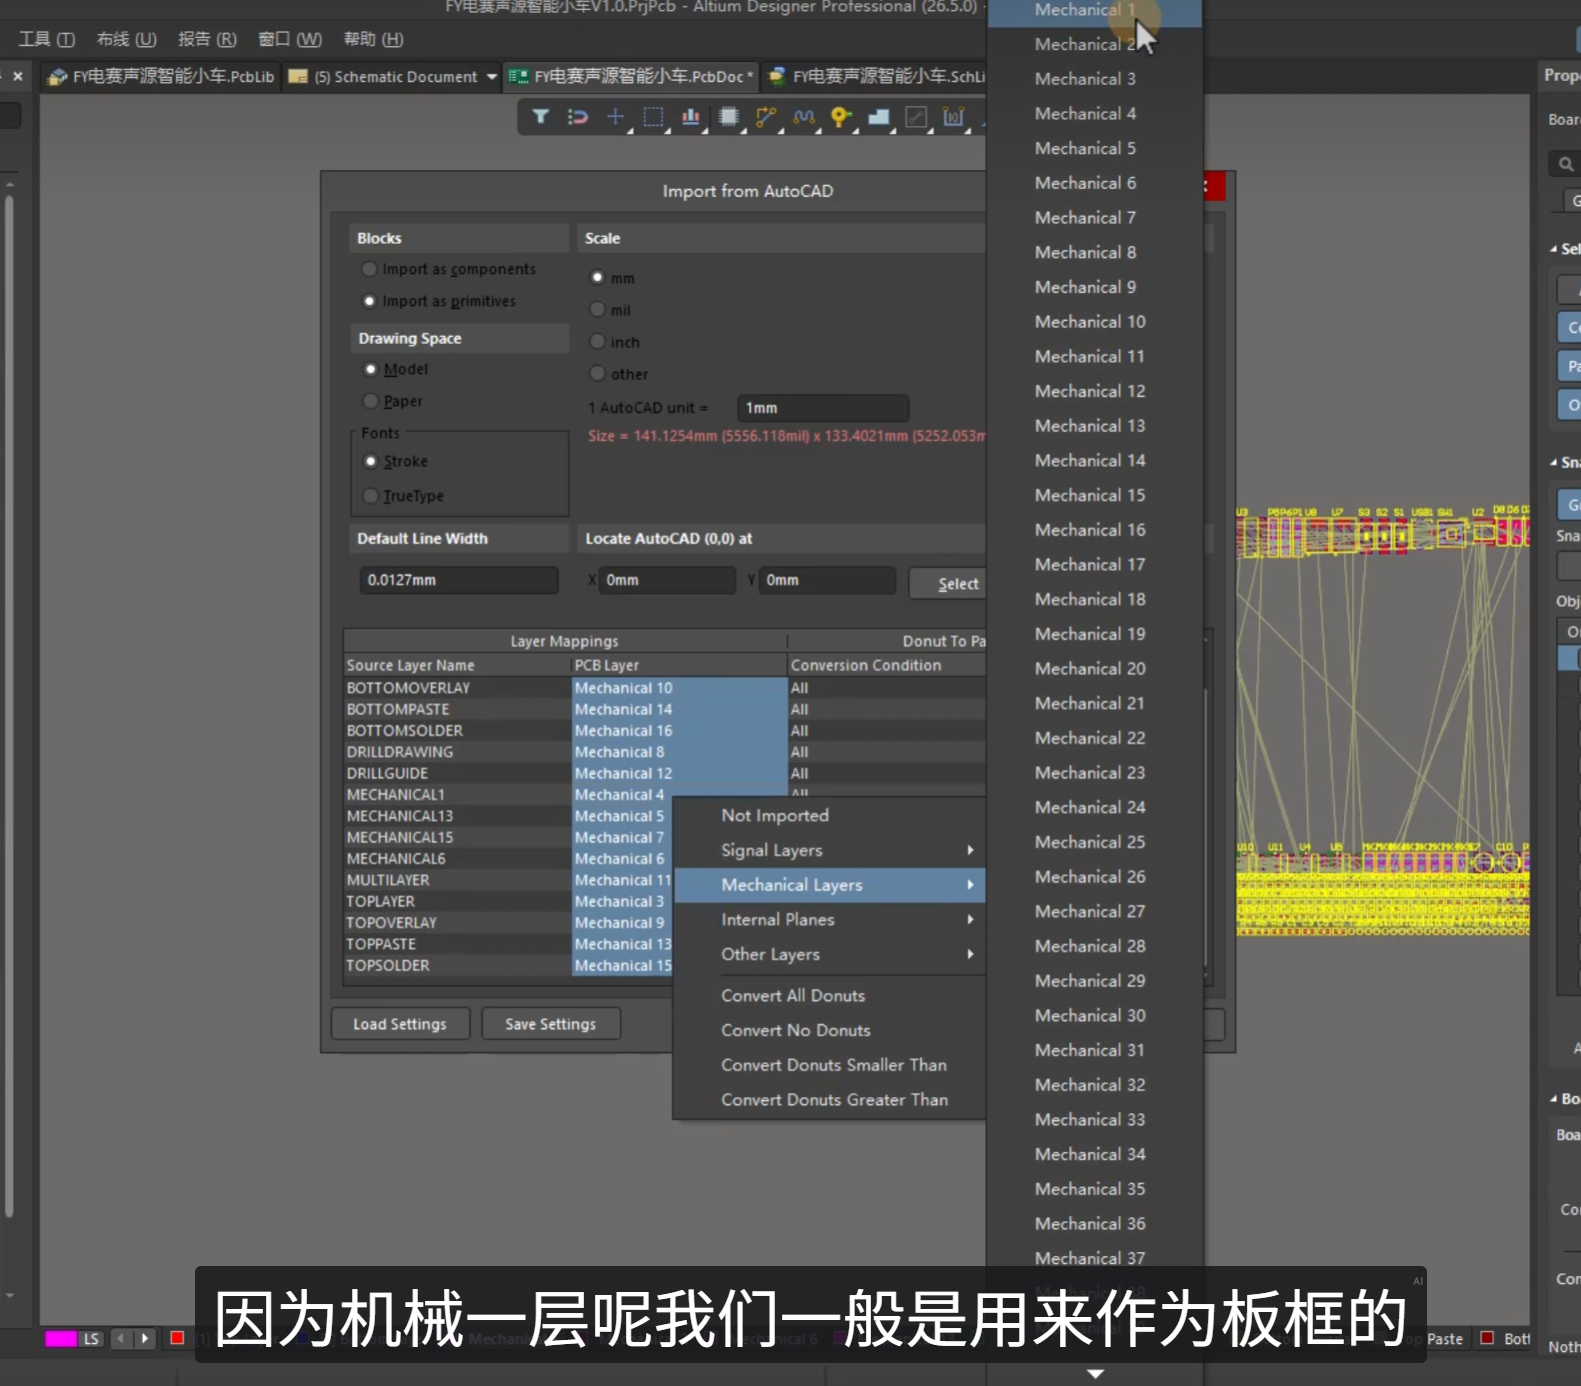 FY电赛声源智能小车V1.0.PrjPcb - Altium Designer Professional (26.5.0) -
工具 (T) 布线 (U) 报告 (R) 窗口 (W) 帮助 (H)
FY电赛声源智能小车.PcbLib
(5) Schematic Document
FY电赛声源智能小车.PcbDoc *
FY电赛声源智能小车.SchLi
Import from AutoCAD
Blocks
Import as components
Import as primitives
Drawing Space
Model
Paper
Fonts
Stroke
TrueType
Default Line Width
0.0127mm
Scale
mm
mil
inch
other
1 AutoCAD unit = 1mm
Size = 141.1254mm (5556.118mil) x 133.4021mm (5252.053m
Locate AutoCAD (0,0) at
X 0mm Y 0mm Select
Layer Mappings Donut To Pa
Source Layer Name PCB Layer Conversion Condition
BOTTOMOVERLAY Mechanical 10 All
BOTTOMPASTE Mechanical 14 All
BOTTOMSOLDER Mechanical 16 All
DRILLDRAWING Mechanical 8 All
DRILLGUIDE Mechanical 12 All
MECHANICAL1 Mechanical 4 All
MECHANICAL13 Mechanical 5
MECHANICAL15 Mechanical 7
MECHANICAL6 Mechanical 6
MULTILAYER Mechanical 11
TOPLAYER Mechanical 3
TOPOVERLAY Mechanical 9
TOPPASTE Mechanical 13
TOPSOLDER Mechanical 15
Load Settings Save Settings
Not Imported
Signal Layers
Mechanical Layers
Internal Planes
Other Layers
Convert All Donuts
Convert No Donuts
Convert Donuts Smaller Than
Convert Donuts Greater Than
Mechanical 1
Mechanical 2
Mechanical 3
Mechanical 4
Mechanical 5
Mechanical 6
Mechanical 7
Mechanical 8
Mechanical 9
Mechanical 10
Mechanical 11
Mechanical 12
Mechanical 13
Mechanical 14
Mechanical 15
Mechanical 16
Mechanical 17
Mechanical 18
Mechanical 19
Mechanical 20
Mechanical 21
Mechanical 22
Mechanical 23
Mechanical 24
Mechanical 25
Mechanical 26
Mechanical 27
Mechanical 28
Mechanical 29
Mechanical 30
Mechanical 31
Mechanical 32
Mechanical 33
Mechanical 34
Mechanical 35
Mechanical 36
Mechanical 37
Prop
Boar
Sel
Sna
Sna
Obj
Bo
Boa
Con
Noth
AI
因为机械一层呢我们一般是用来作为板框的
LS
Paste
Bott